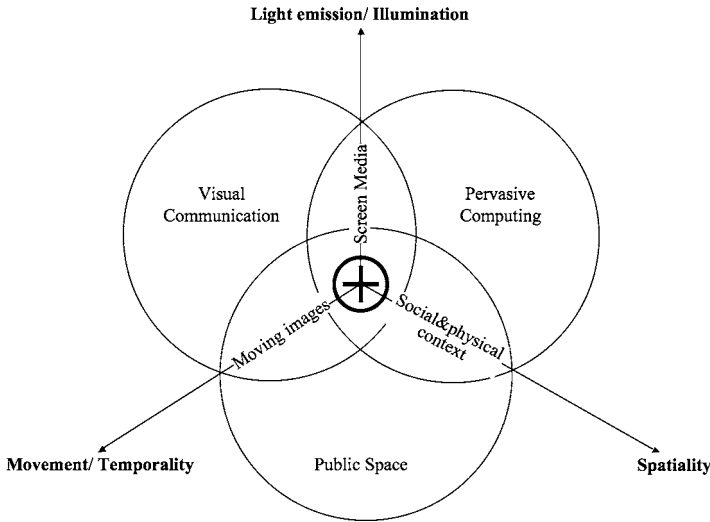 Light emission/ Illumination
Visual
Communication
Screen Media
Pervasive
Computing
Moving images
Social&physical
context
Movement/ Temporality
Public Space
Spatiality